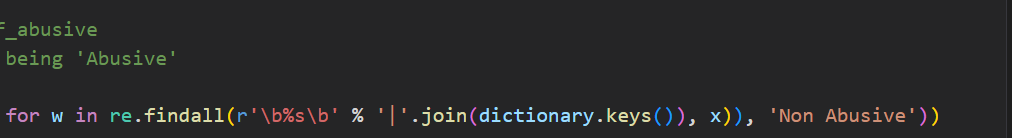 f_abusive
being 'Abusive'
for w in re.findall(r'\b%s\b' % '|'.join(dictionary.keys()), x)), 'Non Abusive'))